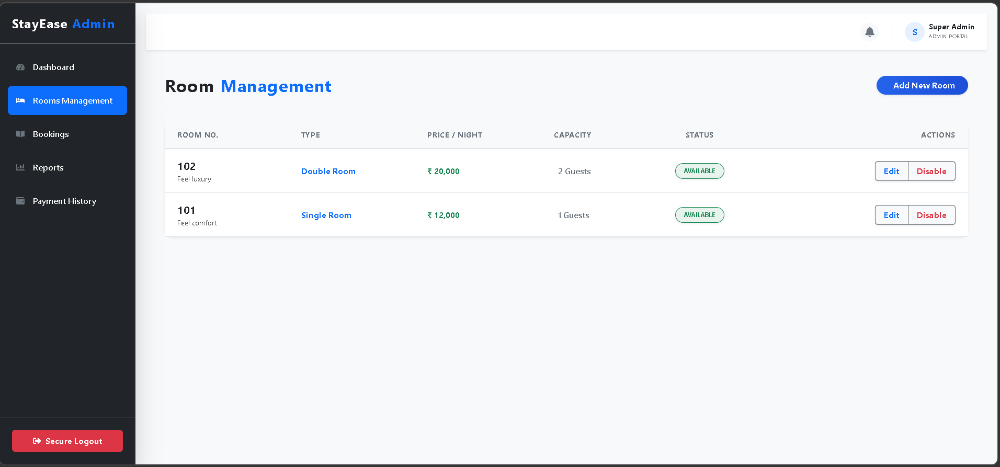 StayEase Admin
Dashboard
Rooms Management
Bookings
Reports
Payment History
Secure Logout
S
Super Admin
ADMIN PORTAL
Room Management
Add New Room
ROOM NO. TYPE PRICE / NIGHT CAPACITY STATUS ACTIONS
102 Double Room ₹ 20,000 2 Guests AVAILABLE Edit Disable
Feel luxury
101 Single Room ₹ 12,000 1 Guests AVAILABLE Edit Disable
Feel comfort